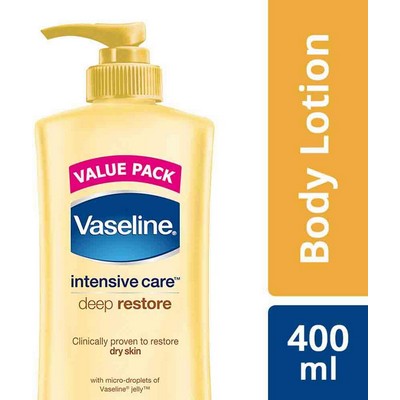 VALUE PACK
Vaseline®
intensive care™
deep restore
Clinically proven to restore
dry skin
with micro-droplets of
Vaseline® jelly™
Body Lotion
400
ml